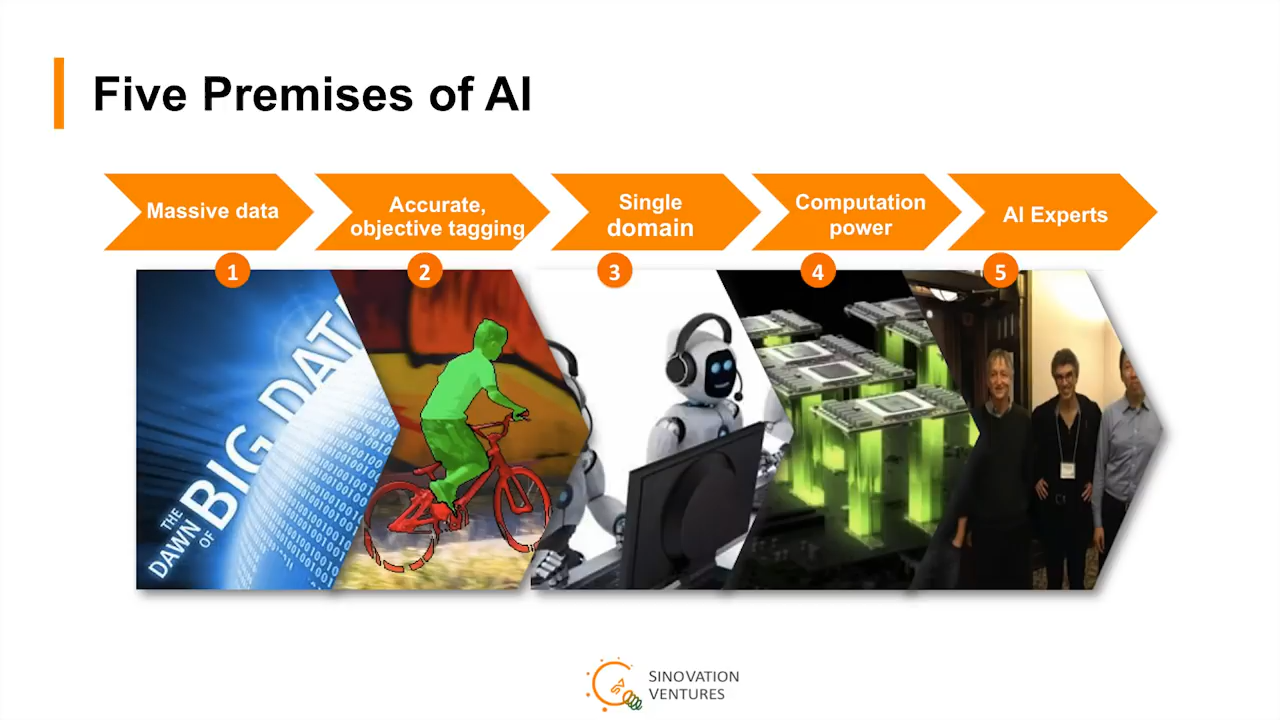 Five Premises of AI
Massive data
Accurate,
objective tagging
Single
domain
Computation
power
AI Experts
1
2
3
4
5
THE
DAWN
OF
BIG DATA
SINOVATION
VENTURES